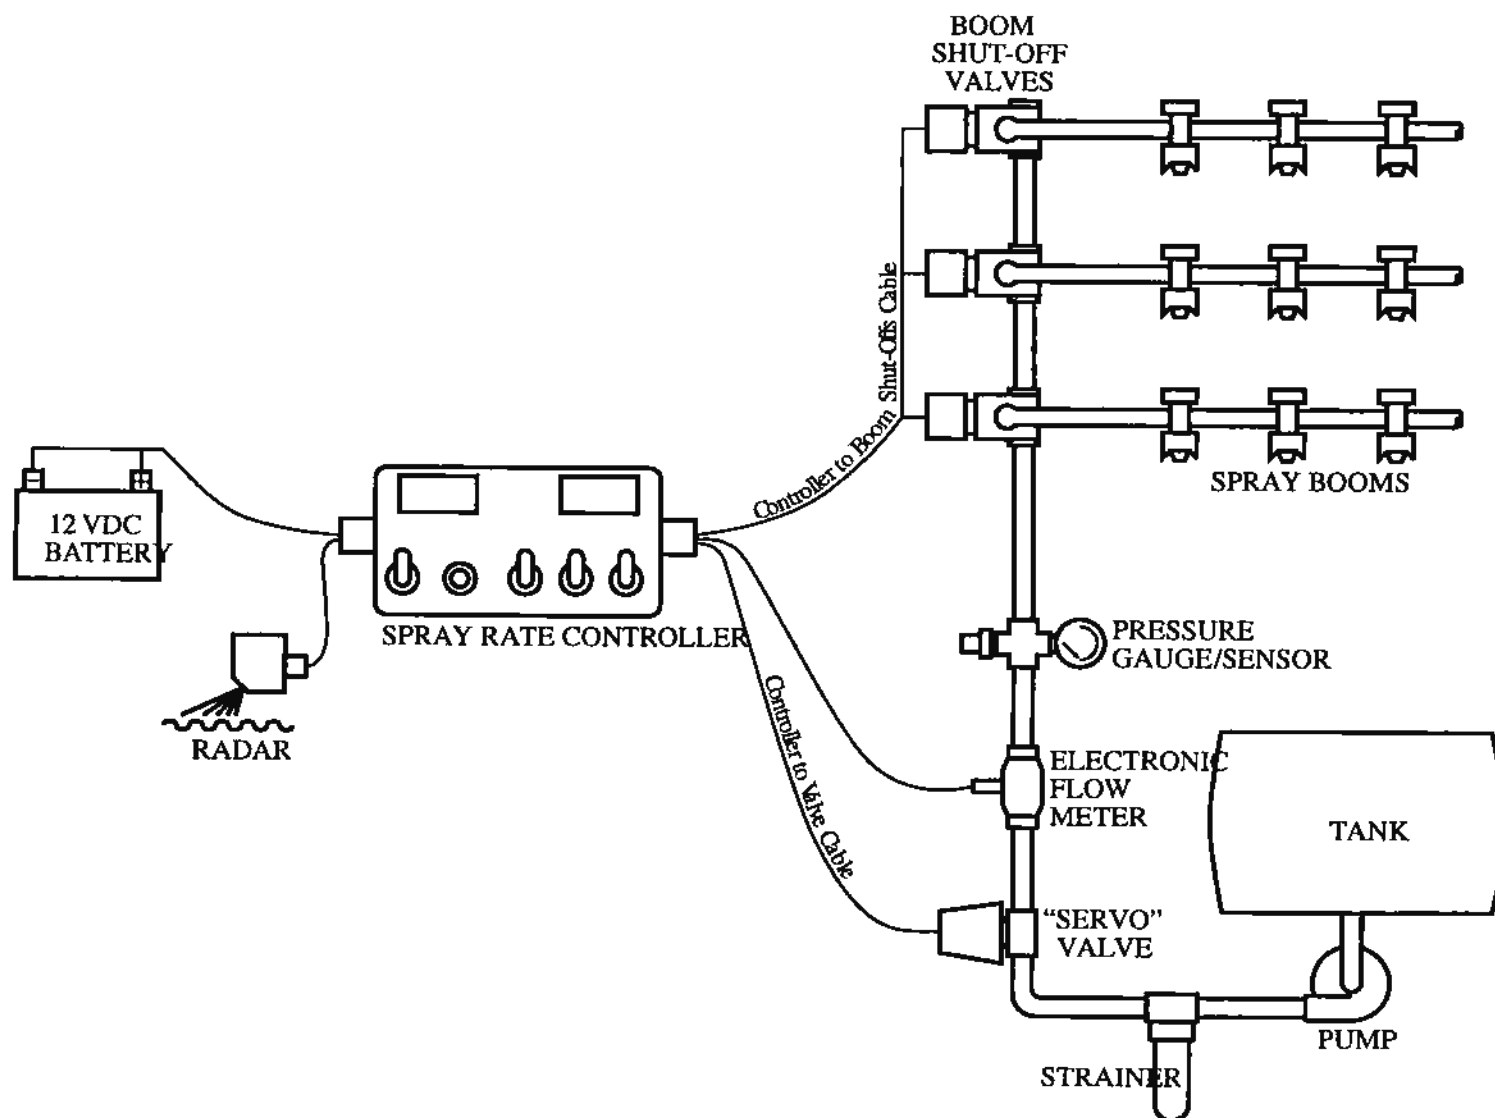 BOOM
SHUT-OFF
VALVES
Controller to Boom Shut-Offs Cable
SPRAY BOOMS
12 VDC
BATTERY
SPRAY RATE CONTROLLER
PRESSURE
GAUGE/SENSOR
RADAR
Controller to Valve Cable
ELECTRONIC
FLOW
METER
TANK
"SERVO"
VALVE
PUMP
STRAINER